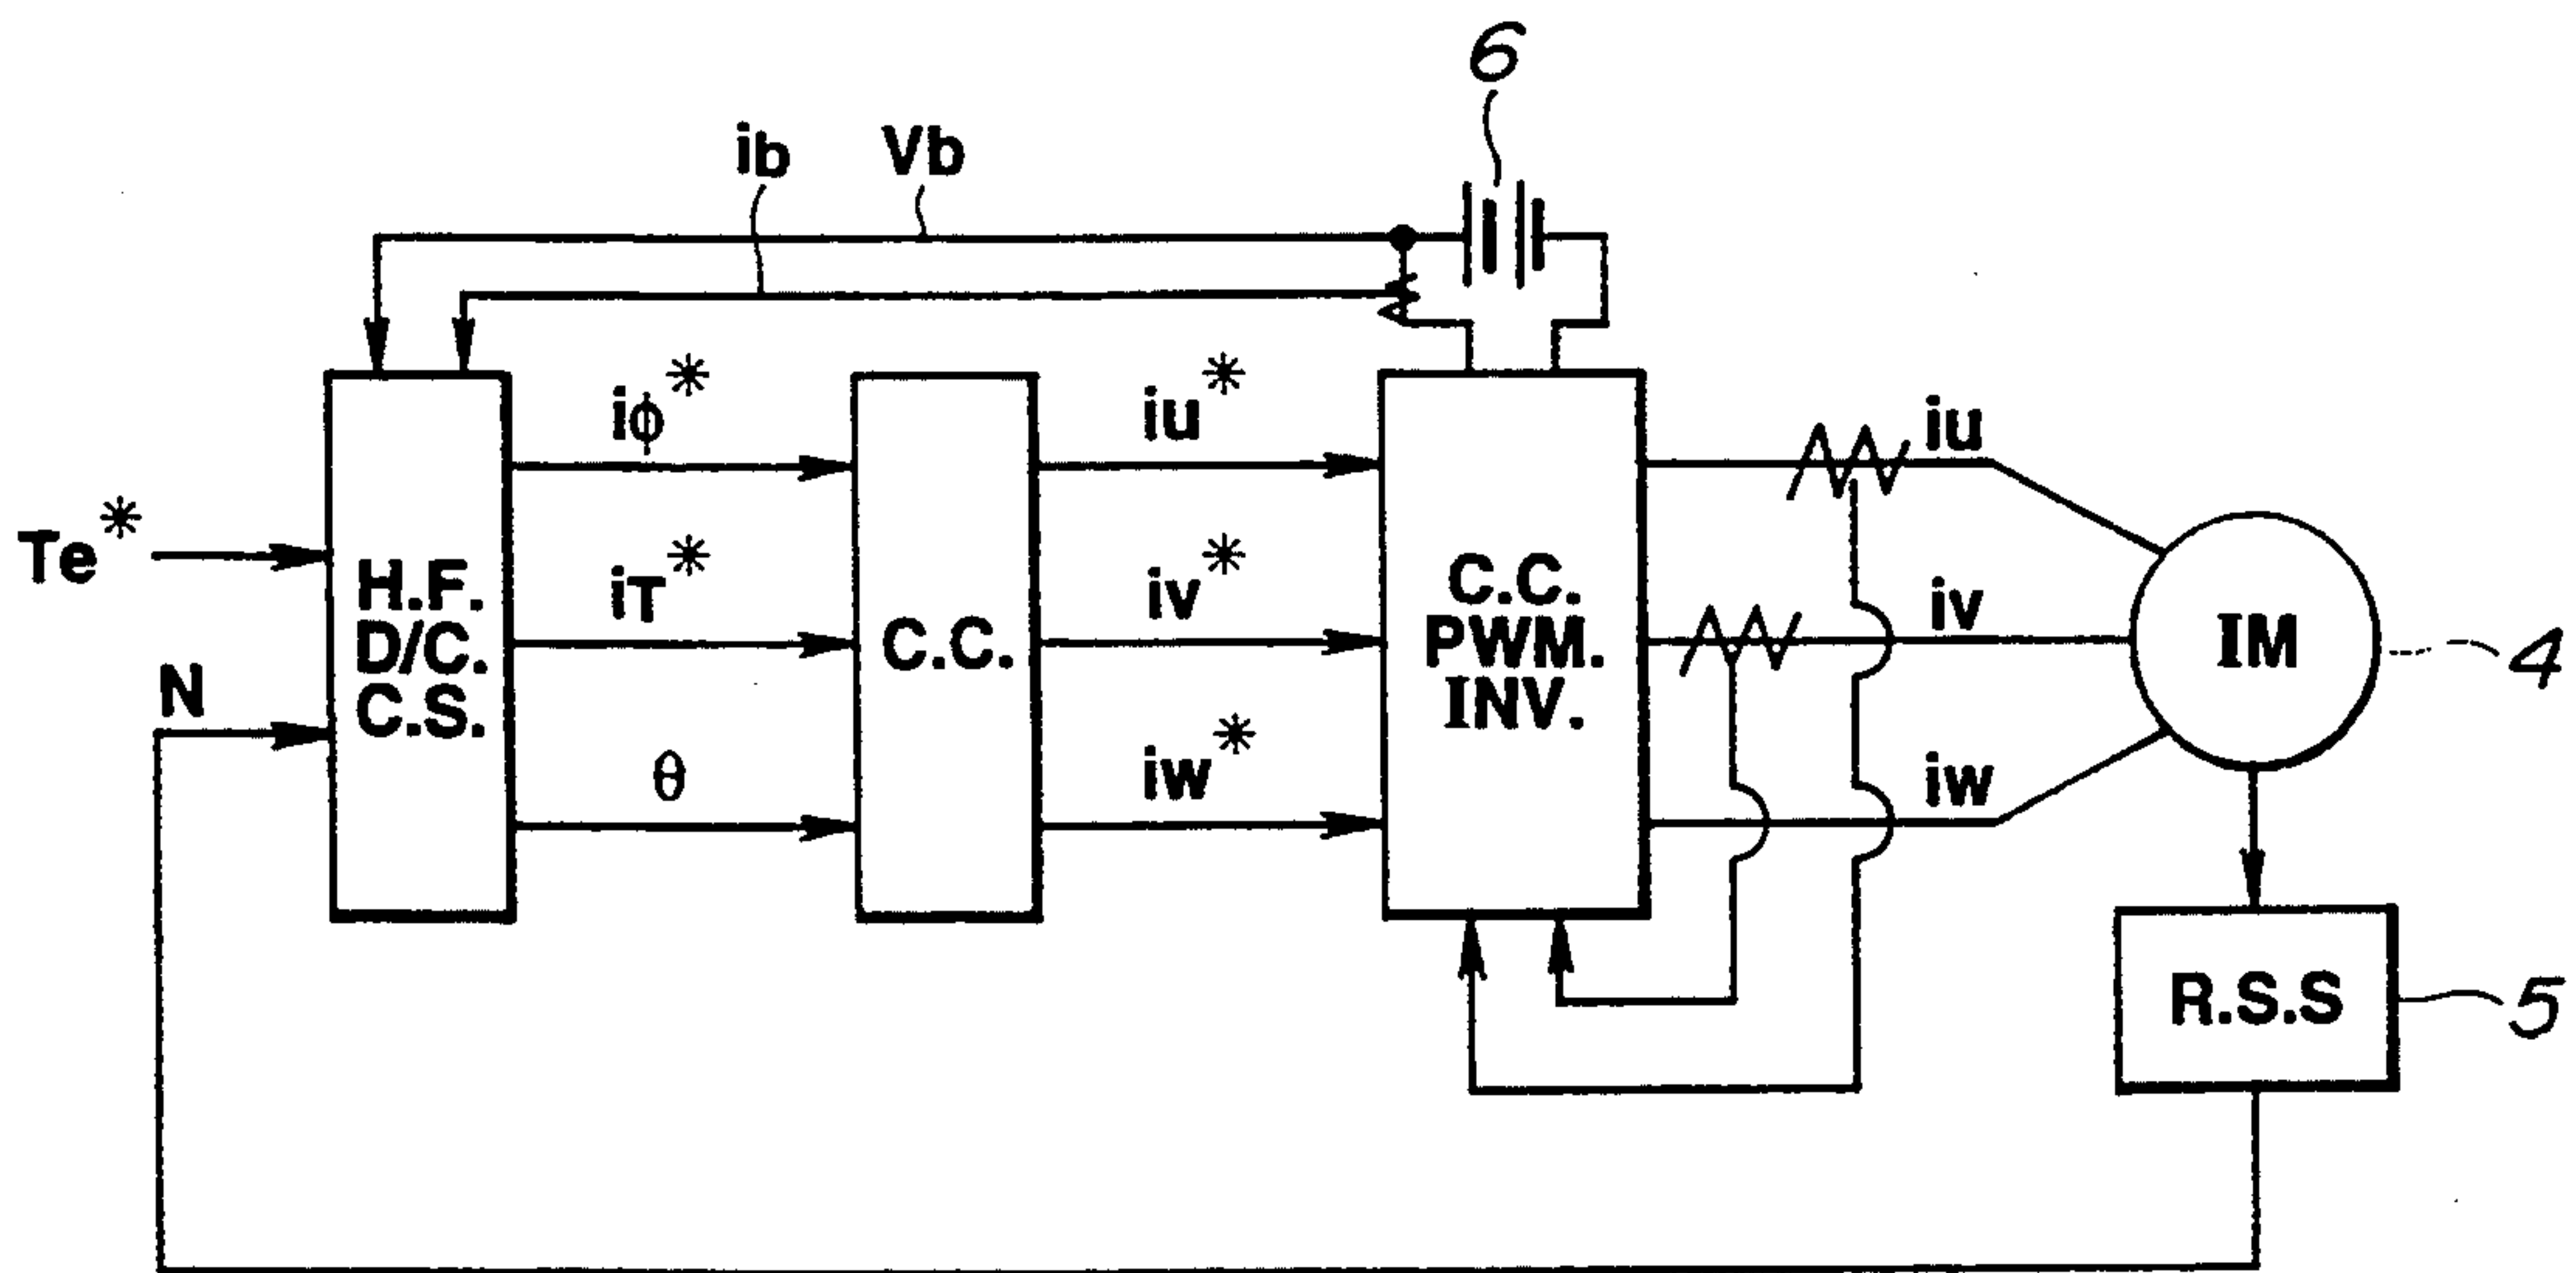 6
ib
Vb
iφ*
iu*
iu
Te*
H.F.
D/C.
C.S.
iT*
C.C.
iv*
C.C.
PWM.
INV.
iv
IM
4
N
θ
iw*
iw
R.S.S
5